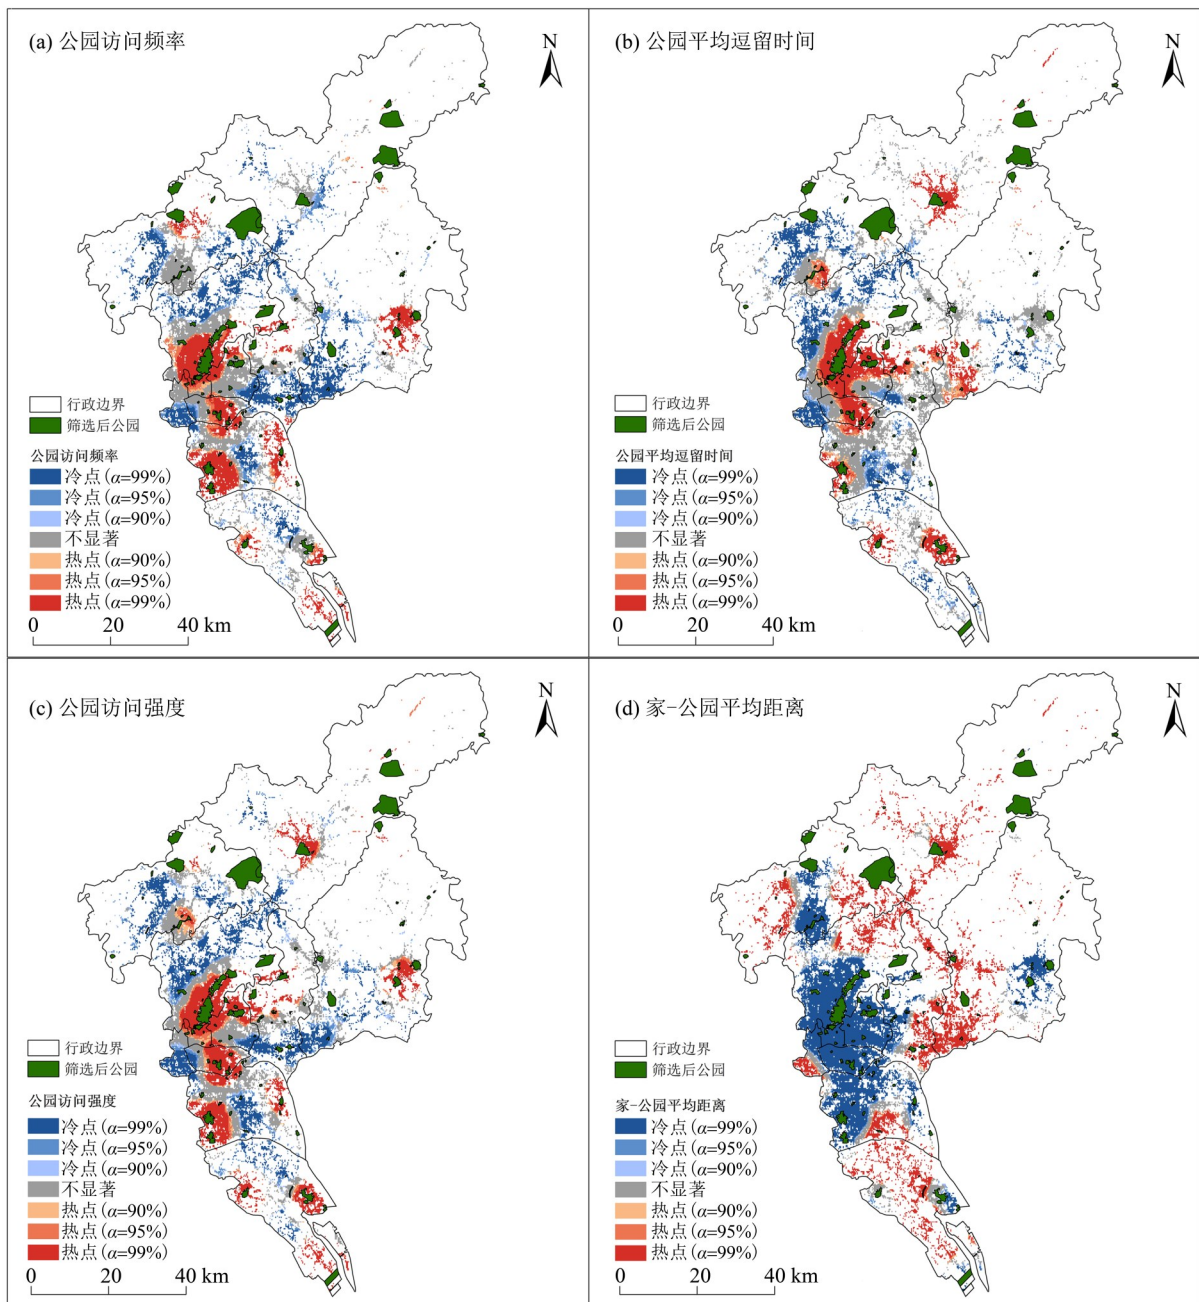 (a) 公园访问频率
N
行政边界
筛选后公园
公园访问频率
冷点(α=99%)
冷点(α=95%)
冷点(α=90%)
不显著
热点(α=90%)
热点(α=95%)
热点(α=99%)
0 20 40 km
(b) 公园平均逗留时间
N
行政边界
筛选后公园
公园平均逗留时间
冷点(α=99%)
冷点(α=95%)
冷点(α=90%)
不显著
热点(α=90%)
热点(α=95%)
热点(α=99%)
0 20 40 km
(c) 公园访问强度
N
行政边界
筛选后公园
公园访问强度
冷点(α=99%)
冷点(α=95%)
冷点(α=90%)
不显著
热点(α=90%)
热点(α=95%)
热点(α=99%)
0 20 40 km
(d) 家-公园平均距离
N
行政边界
筛选后公园
家-公园平均距离
冷点(α=99%)
冷点(α=95%)
冷点(α=90%)
不显著
热点(α=90%)
热点(α=95%)
热点(α=99%)
0 20 40 km